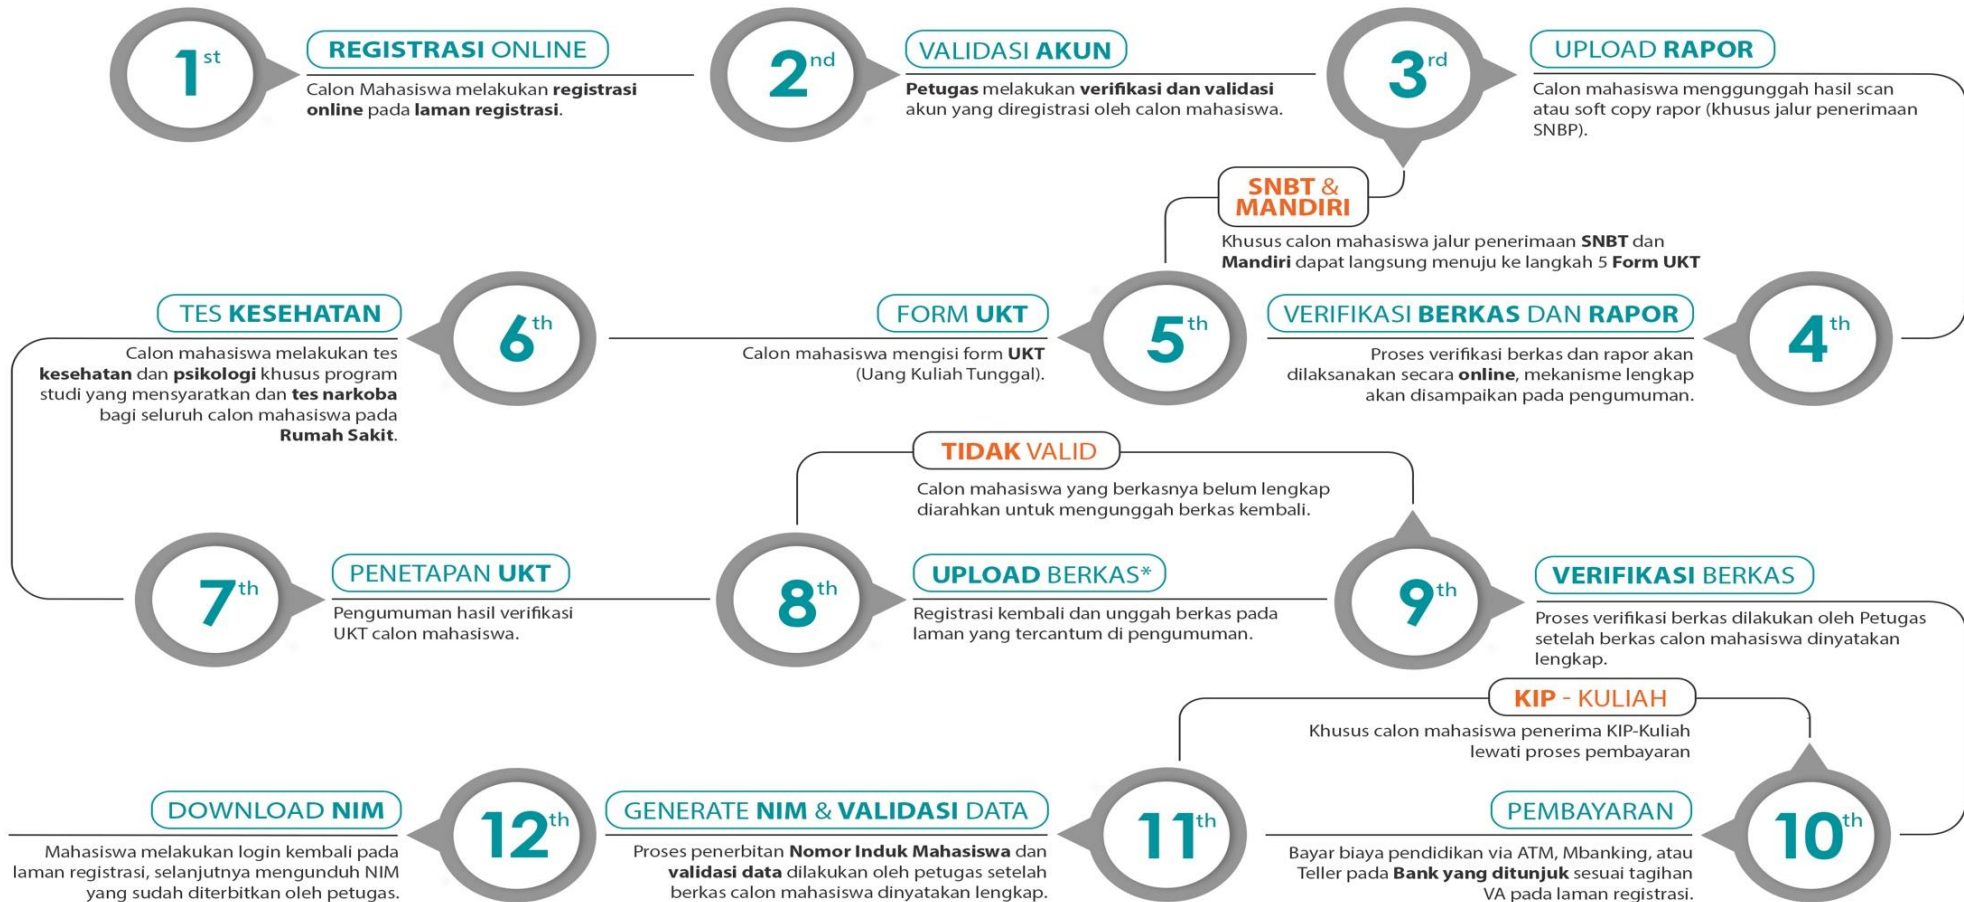 1st
REGISTRASI ONLINE
Calon Mahasiswa melakukan registrasi
online pada laman registrasi.
2nd
VALIDASI AKUN
Petugas melakukan verifikasi dan validasi
akun yang diregistrasi oleh calon mahasiswa.
3rd
UPLOAD RAPOR
Calon mahasiswa menggunggah hasil scan
atau soft copy rapor (khusus jalur penerimaan
SNBP).
SNBT &
MANDIRI
Khusus calon mahasiswa jalur penerimaan SNBT dan
Mandiri dapat langsung menuju ke langkah 5 Form UKT
4th
VERIFIKASI BERKAS DAN RAPOR
Proses verifikasi berkas dan rapor akan
dilaksanakan secara online, mekanisme lengkap
akan disampaikan pada pengumuman.
5th
FORM UKT
Calon mahasiswa mengisi form UKT
(Uang Kuliah Tunggal).
6th
TES KESEHATAN
Calon mahasiswa melakukan tes
kesehatan dan psikologi khusus program
studi yang mensyaratkan dan tes narkoba
bagi seluruh calon mahasiswa pada
Rumah Sakit.
7th
PENETAPAN UKT
Pengumuman hasil verifikasi
UKT calon mahasiswa.
TIDAK VALID
Calon mahasiswa yang berkasnya belum lengkap
diarahkan untuk mengunggah berkas kembali.
8th
UPLOAD BERKAS*
Registrasi kembali dan unggah berkas pada
laman yang tercantum di pengumuman.
9th
VERIFIKASI BERKAS
Proses verifikasi berkas dilakukan oleh Petugas
setelah berkas calon mahasiswa dinyatakan
lengkap.
KIP - KULIAH
Khusus calon mahasiswa penerima KIP-Kuliah
lewati proses pembayaran
10th
PEMBAYARAN
Bayar biaya pendidikan via ATM, Mbanking, atau
Teller pada Bank yang ditunjuk sesuai tagihan
VA pada laman registrasi.
11th
GENERATE NIM & VALIDASI DATA
Proses penerbitan Nomor Induk Mahasiswa dan
validasi data dilakukan oleh petugas setelah
berkas calon mahasiswa dinyatakan lengkap.
12th
DOWNLOAD NIM
Mahasiswa melakukan login kembali pada
laman registrasi, selanjutnya mengunduh NIM
yang sudah diterbitkan oleh petugas.